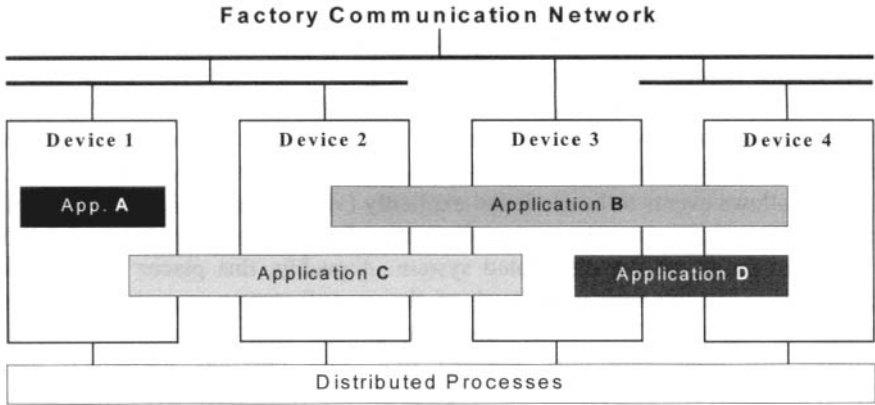 Factory Communication Network
Device 1
Device 2
Device 3
Device 4
App. A
Application B
Application C
Application D
Distributed Processes